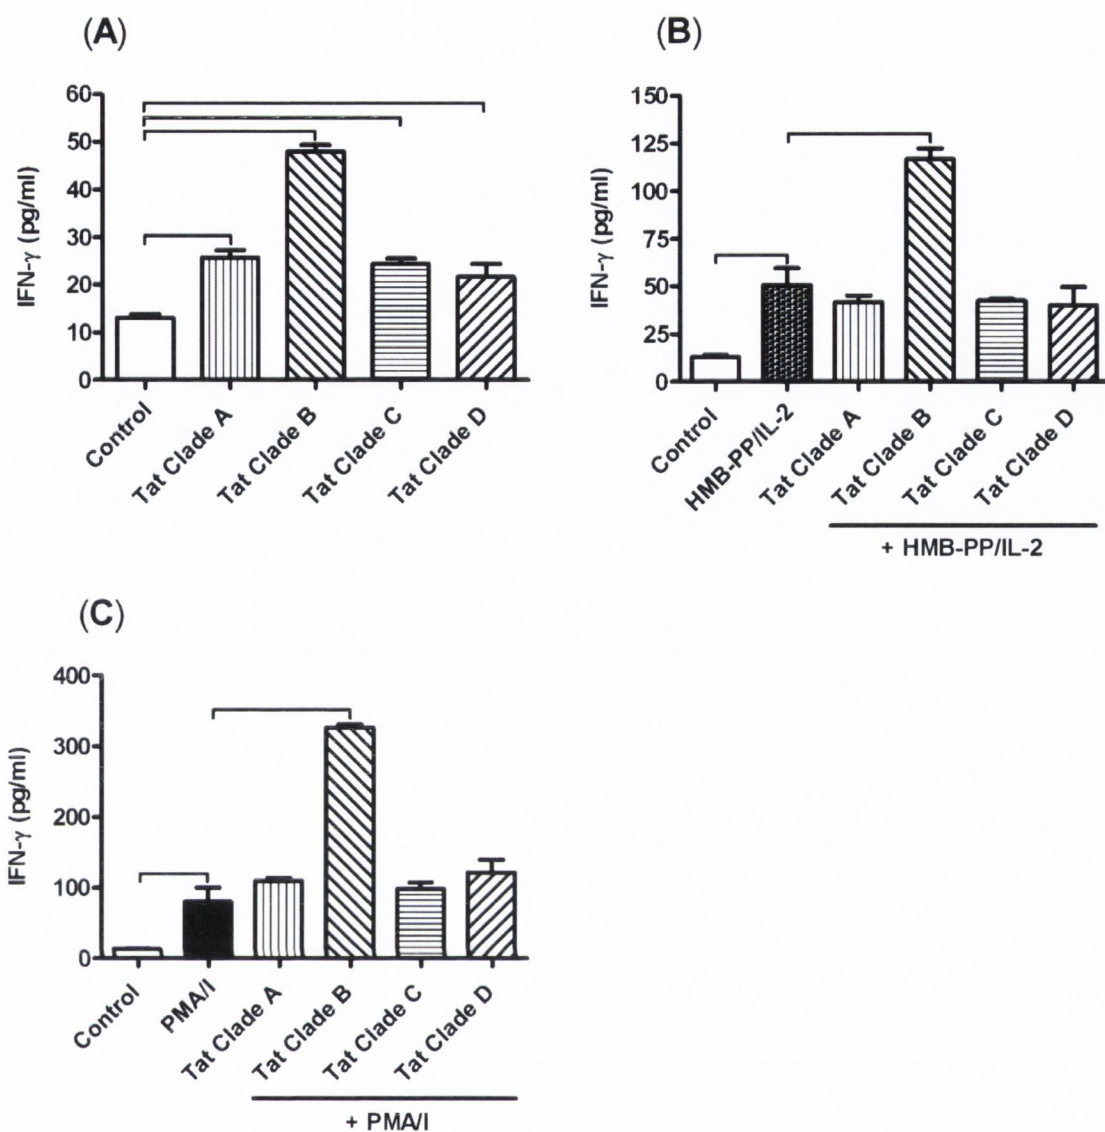 (A)
60
50
40
30
20
10
0
IFN-γ (pg/ml)
Control
Tat Clade A
Tat Clade B
Tat Clade C
Tat Clade D
(B)
150
125
100
75
50
25
0
IFN-γ (pg/ml)
Control
HMB-PP/IL-2
Tat Clade A
Tat Clade B
Tat Clade C
Tat Clade D
+ HMB-PP/IL-2
(C)
400
300
200
100
0
IFN-γ (pg/ml)
Control
PMA/I
Tat Clade A
Tat Clade B
Tat Clade C
Tat Clade D
+ PMA/I